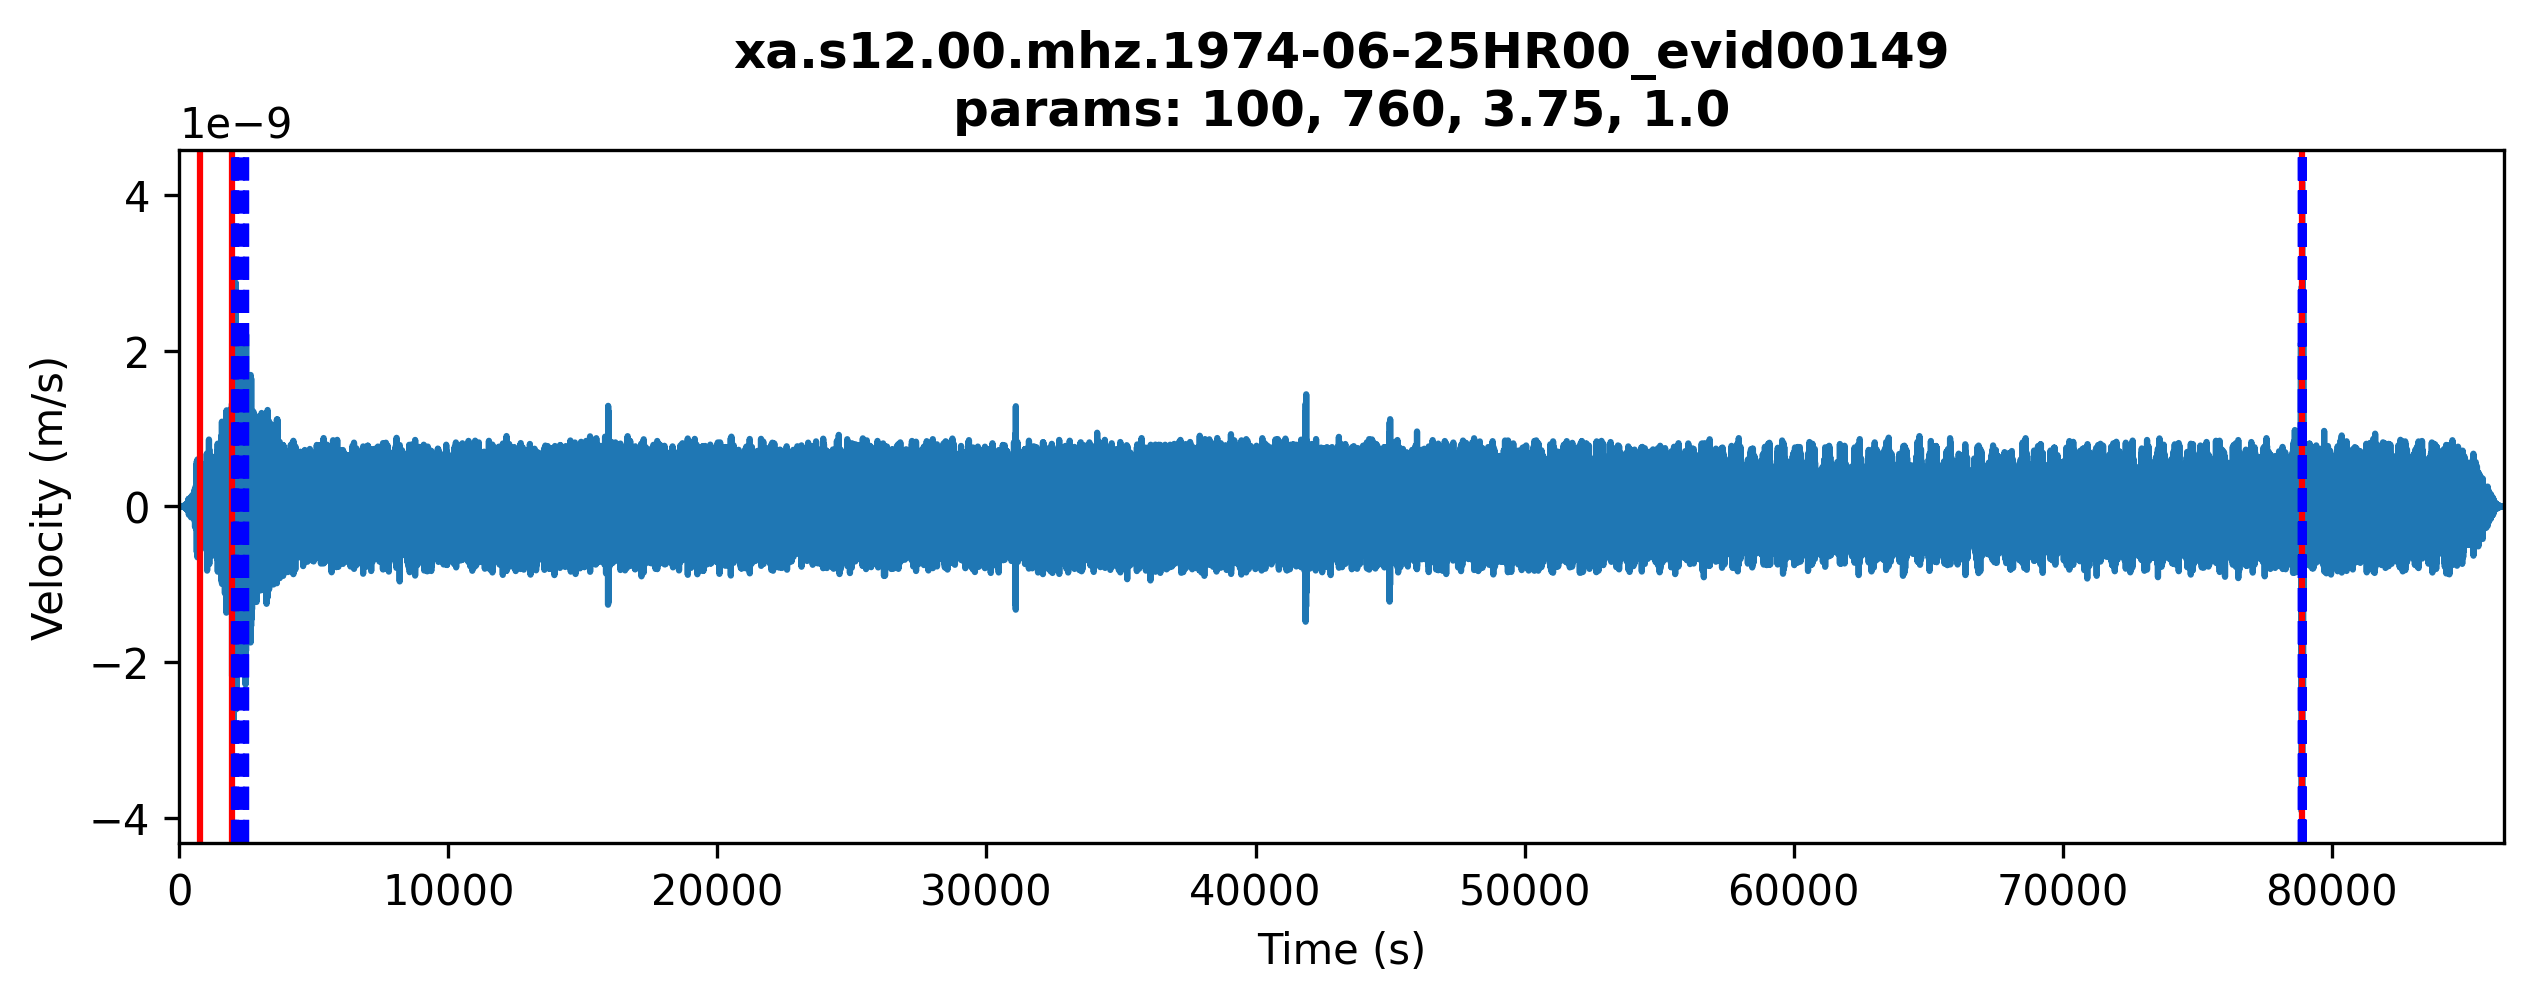 xa.s12.00.mhz.1974-06-25HR00_evid00149
params: 100, 760, 3.75, 1.0
1e−9
4
2
0
−2
−4
Velocity (m/s)
0 10000 20000 30000 40000 50000 60000 70000 80000
Time (s)